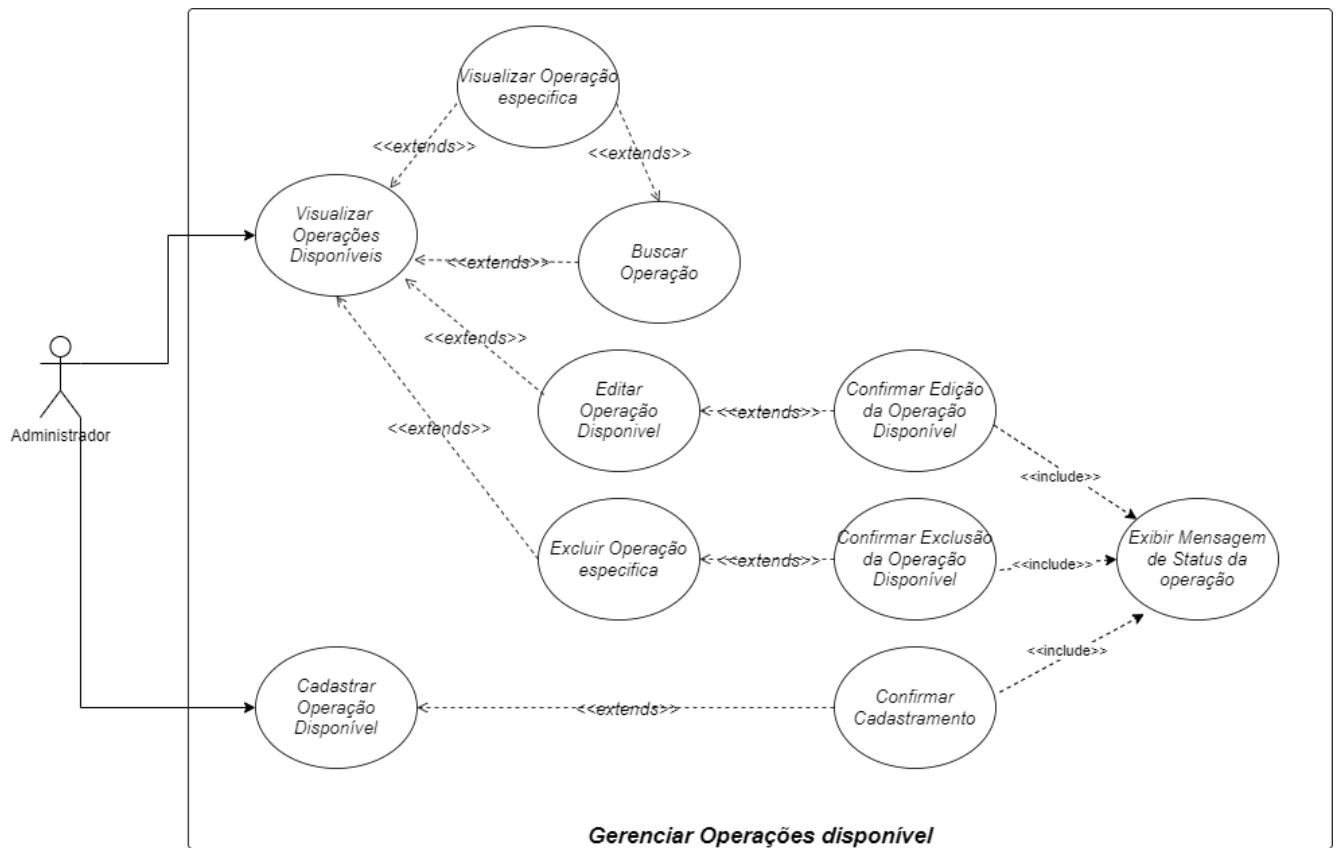 Visualizar Operação
especifica
<<extends>>
<<extends>>
Visualizar
Operações
Disponíveis
<<extends>>
Buscar
Operação
<<extends>>
Administrador
Editar
Operação
Disponivel
<<extends>>
Confirmar Edição
da Operação
Disponível
<<extends>>
<<include>>
Excluir Operação
especifica
<<extends>>
Confirmar Exclusão
da Operação
Disponível
<<include>>
Exibir Mensagem
de Status da
operação
<<include>>
Cadastrar
Operação
Disponível
<<extends>>
Confirmar
Cadastramento
Gerenciar Operações disponível